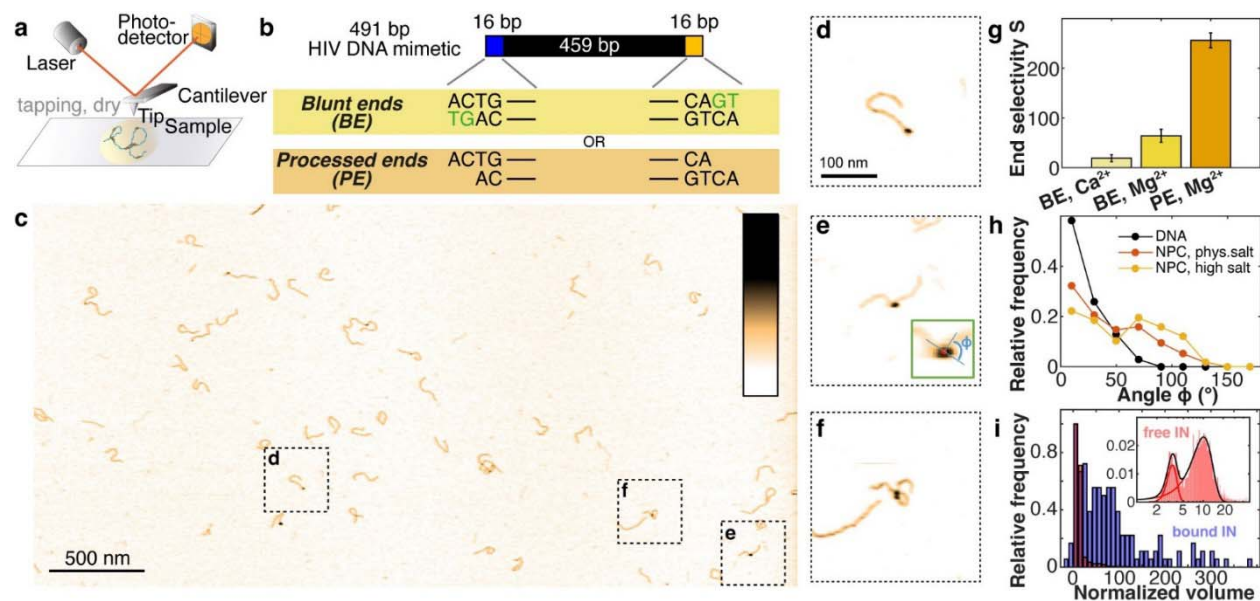 a
Photo-
detector
Laser
tapping, dry
Cantilever
Tip
Sample
b
491 bp
HIV DNA mimetic
16 bp
459 bp
16 bp
Blunt ends
(BE)
ACTG
TGAC
CAGT
GTCA
OR
Processed ends
(PE)
ACTG
AC
CA
GTCA
c
d
f
e
500 nm
d
100 nm
e
ϕ
f
g
End selectivity S
200
100
0
BE, Ca²⁺
BE, Mg²⁺
PE, Mg²⁺
h
Relative frequency
0.4
0.2
0
DNA
NPC, phys.salt
NPC, high salt
0 50 100 150
Angle ϕ (°)
i
Relative frequency
0.9
0.6
0.3
0
free IN
0.02
0.01
0
2 5 10 20
bound IN
0 100 200 300
Normalized volume